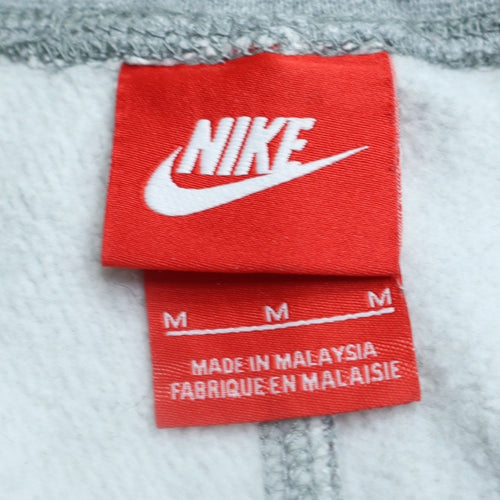 NIKE
M M M
MADE IN MALAYSIA
FABRIQUE EN MALAISIE